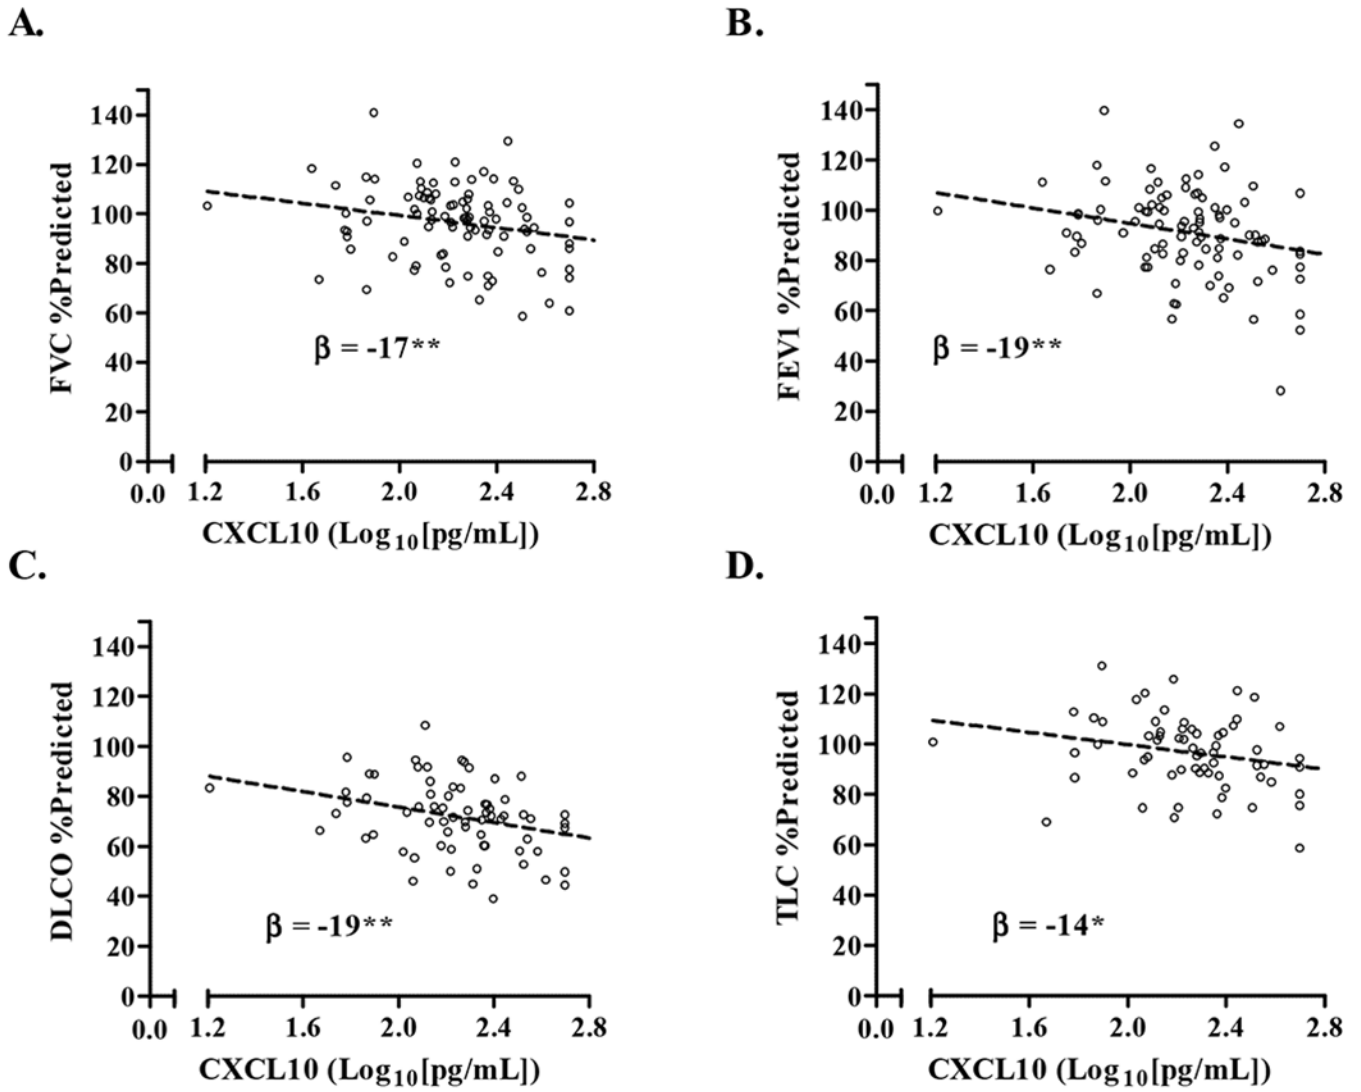 A.
140
120
100
80
60
40
20
0
FVC %Predicted
β = -17**
0.0 1.2 1.6 2.0 2.4 2.8
CXCL10 (Log10[pg/mL])
B.
140
120
100
80
60
40
20
0
FEV1 %Predicted
β = -19**
0.0 1.2 1.6 2.0 2.4 2.8
CXCL10 (Log10[pg/mL])
C.
140
120
100
80
60
40
20
0
DLCO %Predicted
β = -19**
0.0 1.2 1.6 2.0 2.4 2.8
CXCL10 (Log10[pg/mL])
D.
140
120
100
80
60
40
20
0
TLC %Predicted
β = -14*
0.0 1.2 1.6 2.0 2.4 2.8
CXCL10 (Log10[pg/mL])